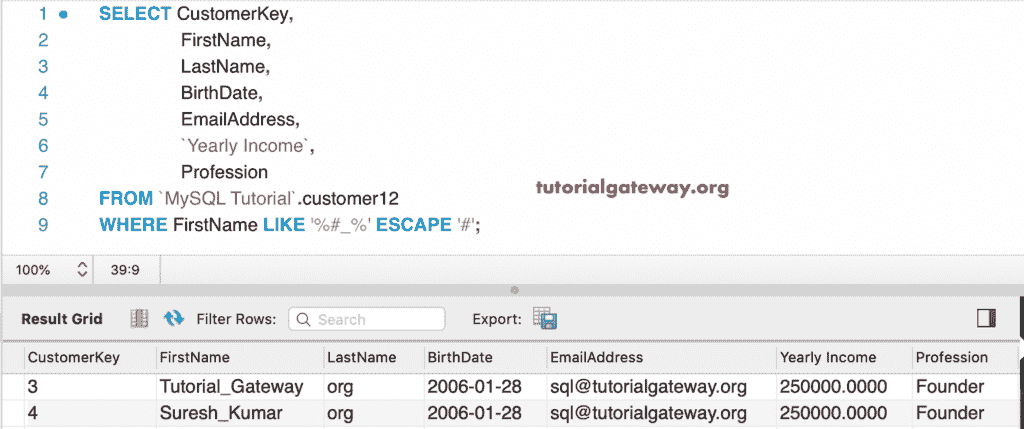 1 SELECT CustomerKey,
2 FirstName,
3 LastName,
4 BirthDate,
5 EmailAddress,
6 `Yearly Income`,
7 Profession
tutorialgateway.org
8 FROM `MySQL Tutorial`.customer12
9 WHERE FirstName LIKE '%#_%' ESCAPE '#';
100% 39:9
Result Grid Filter Rows: Search Export:
CustomerKey FirstName LastName BirthDate EmailAddress Yearly Income Profession
3 Tutorial_Gateway org 2006-01-28 sql@tutorialgateway.org 250000.0000 Founder
4 Suresh_Kumar org 2006-01-28 sql@tutorialgateway.org 250000.0000 Founder